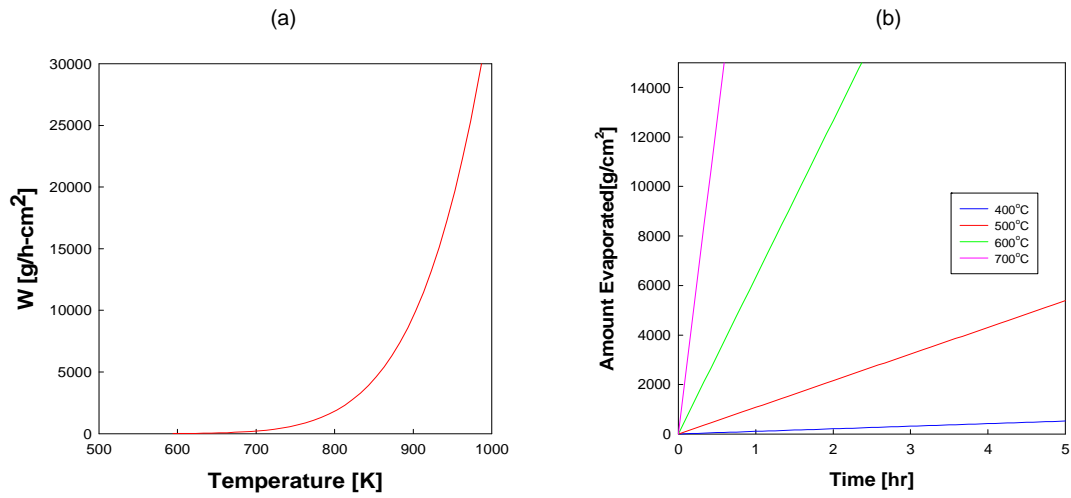 (a)
30000
25000
20000
15000
10000
5000
0
W [g/h-cm²]
500 600 700 800 900 1000
Temperature [K]
(b)
14000
12000
10000
8000
6000
4000
2000
0
Amount Evaporated[g/cm²]
400°C
500°C
600°C
700°C
0 1 2 3 4 5
Time [hr]